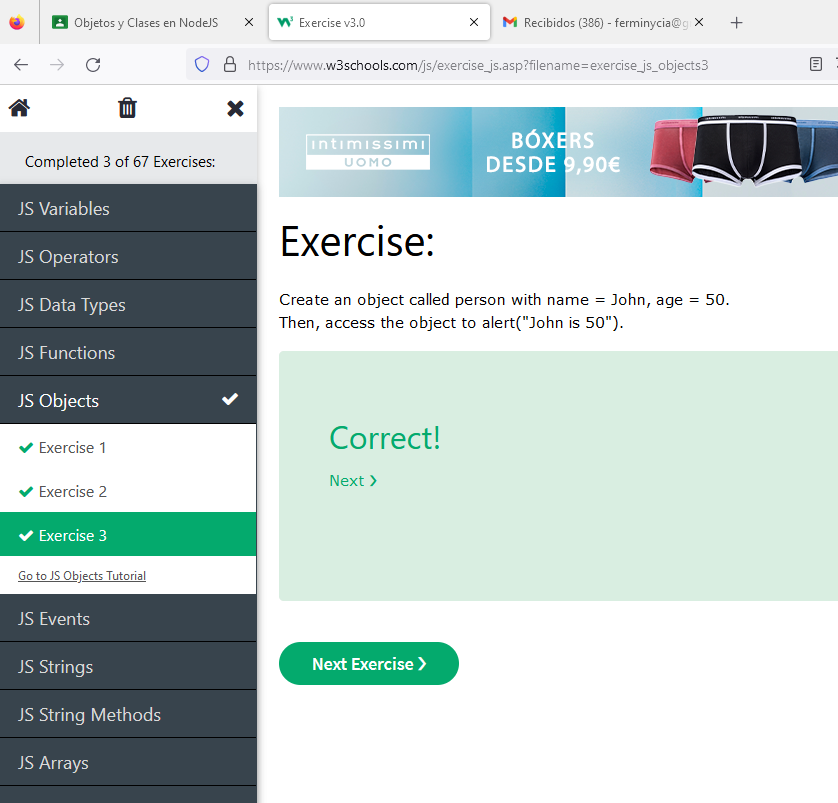 Objetos y Clases en NodeJS
Exercise v3.0
Recibidos (386) - ferminycia@g
https://www.w3schools.com/js/exercise_js.asp?filename=exercise_js_objects3
Completed 3 of 67 Exercises:
JS Variables
JS Operators
JS Data Types
JS Functions
JS Objects
Exercise 1
Exercise 2
Exercise 3
Go to JS Objects Tutorial
JS Events
JS Strings
JS String Methods
JS Arrays
intimissimi
UOMO
BÓXERS
DESDE 9,90€
Exercise:
Create an object called person with name = John, age = 50.
Then, access the object to alert("John is 50").
Correct!
Next ❯
Next Exercise ❯